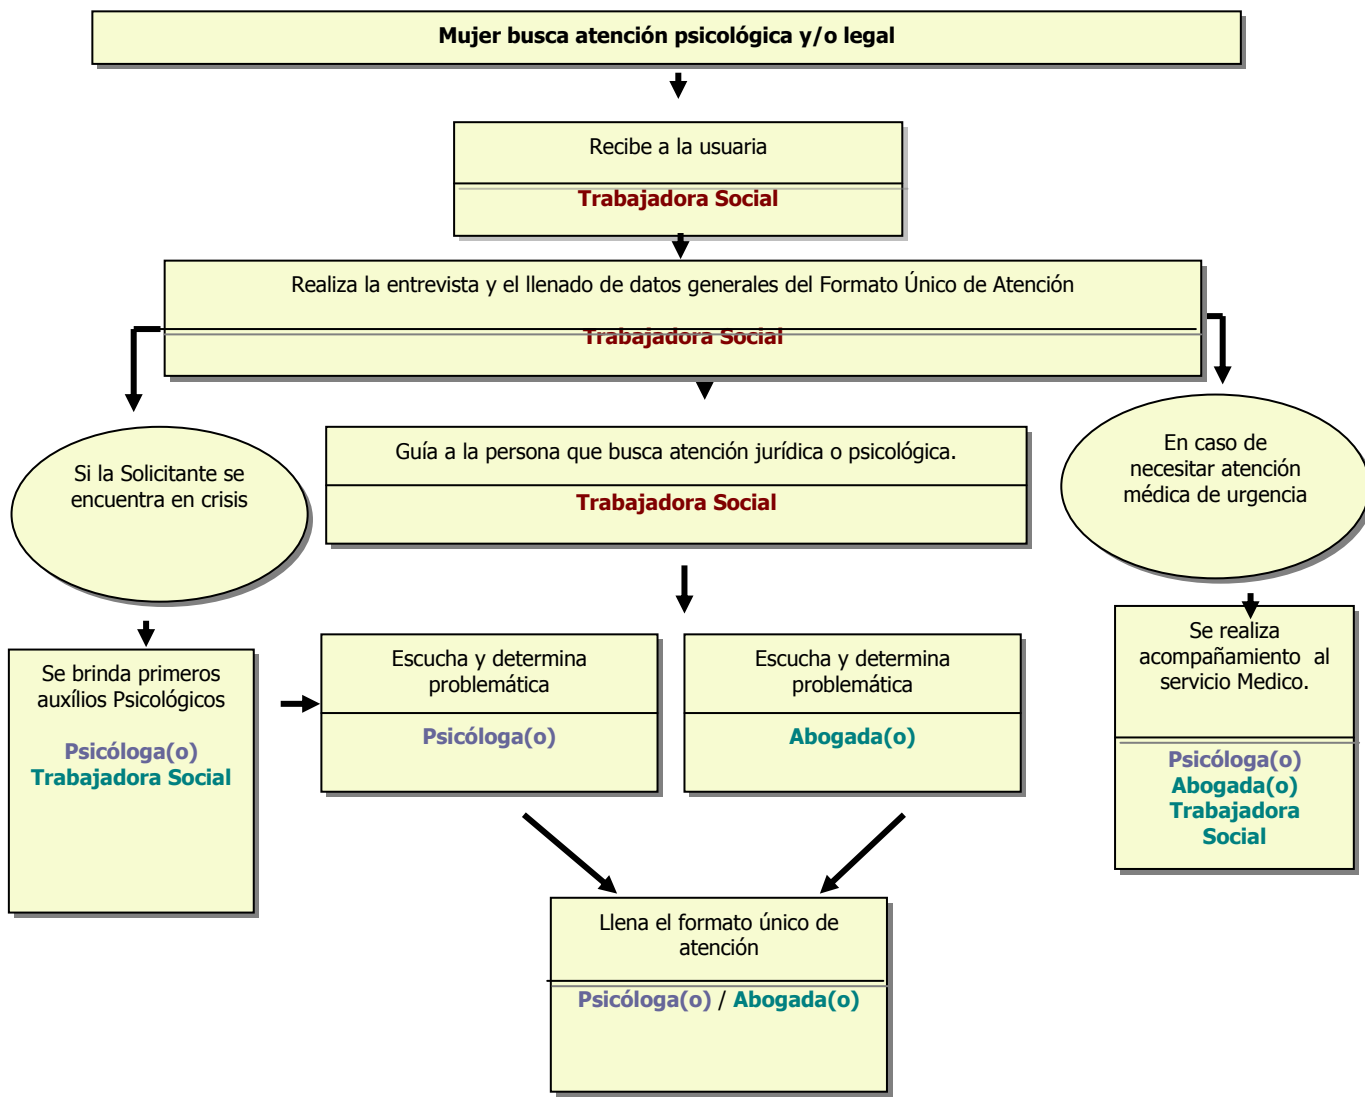 Mujer busca atención psicológica y/o legal
Recibe a la usuaria
Trabajadora Social
Realiza la entrevista y el llenado de datos generales del Formato Único de Atención
Trabajadora Social
Si la Solicitante se
encuentra en crisis
Guía a la persona que busca atención jurídica o psicológica.
Trabajadora Social
En caso de
necesitar atención
médica de urgencia
Se brinda primeros
auxílios Psicológicos
Psicóloga(o)
Trabajadora Social
Escucha y determina
problemática
Psicóloga(o)
Escucha y determina
problemática
Abogada(o)
Se realiza
acompañamiento al
servicio Medico.
Psicóloga(o)
Abogada(o)
Trabajadora
Social
Llena el formato único de
atención
Psicóloga(o) / Abogada(o)